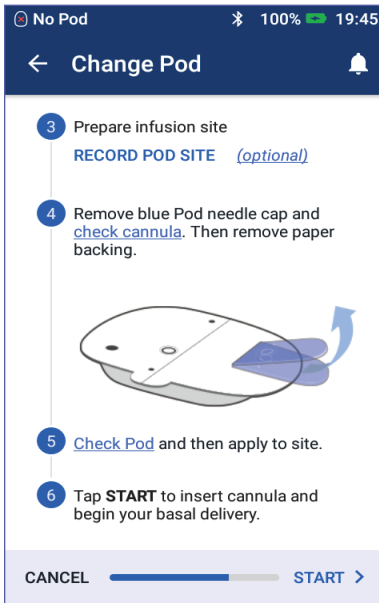 No Pod 100% 19:45
Change Pod
3 Prepare infusion site
RECORD POD SITE (optional)
4 Remove blue Pod needle cap and
check cannula. Then remove paper
backing.
5 Check Pod and then apply to site.
6 Tap START to insert cannula and
begin your basal delivery.
CANCEL START